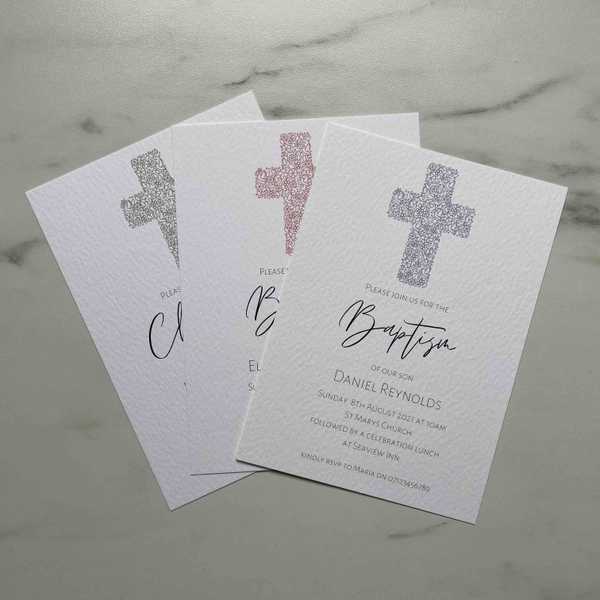 Please
Ch
Please
B
El
Su
Please join us for the
Baptism
of our son
Daniel Reynolds
Sunday 8th August 2021 at 10am
St Marys Church
followed by a celebration lunch
at Seaview Inn
kindly rsvp to Maria on 07123456789